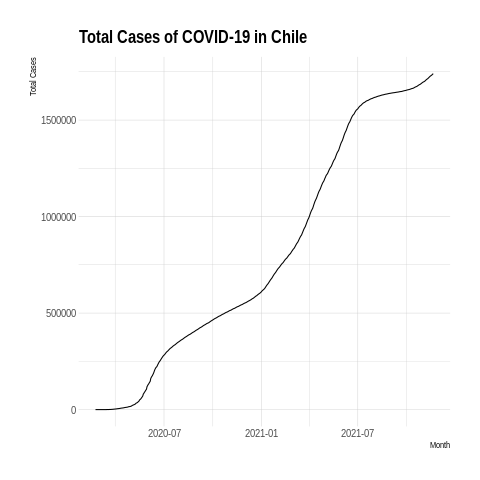 Total Cases of COVID-19 in Chile
Total Cases
1500000
1000000
500000
0
2020-07
2021-01
2021-07
Month